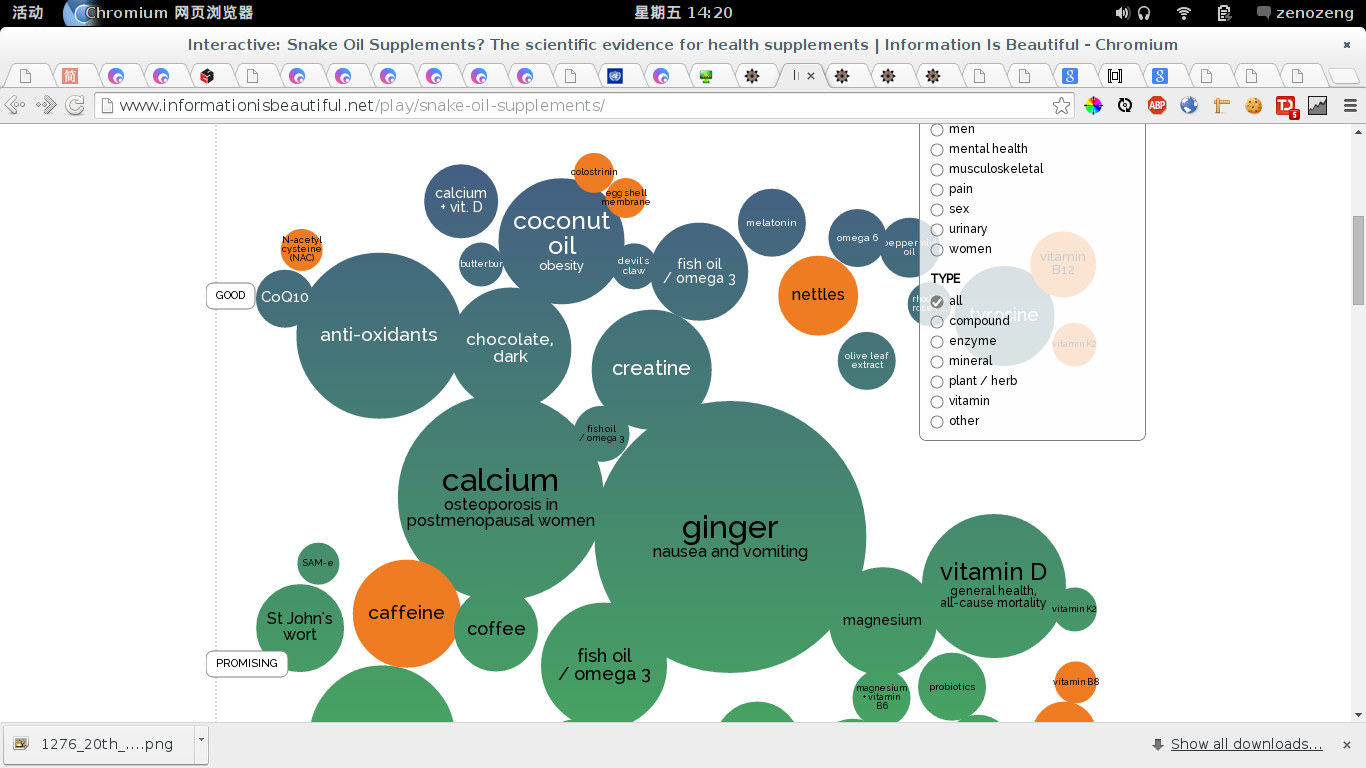 活动
Chromium 网页浏览器
星期五 14:20
zenozeng
Interactive: Snake Oil Supplements? The scientific evidence for health supplements | Information Is Beautiful - Chromium
简
www.informationisbeautiful.net/play/snake-oil-supplements/
ABP
5
men
mental health
musculoskeletal
pain
sex
urinary
women
TYPE
all
compound
enzyme
mineral
plant / herb
vitamin
other
colostrinin
egg shell
membrane
calcium
+ vit. D
coconut
oil
obesity
melatonin
omega 6
peppermint
oil
vitamin
B12
N-acetyl
cysteine
(NAC)
butterbur
devil's
claw
fish oil
/ omega 3
GOOD
CoQ10
nettles
tyrosine
anti-oxidants
chocolate,
dark
vitamin K2
olive leaf
extract
creatine
fish oil
/ omega 3
calcium
osteoporosis in
postmenopausal women
ginger
nausea and vomiting
SAM-e
vitamin D
general health,
all-cause mortality
vitamin K2
St John's
wort
caffeine
coffee
magnesium
PROMISING
fish oil
/ omega 3
magnesium
+ vitamin
B6
probiotics
vitamin B8
1276_20th_....png
Show all downloads...